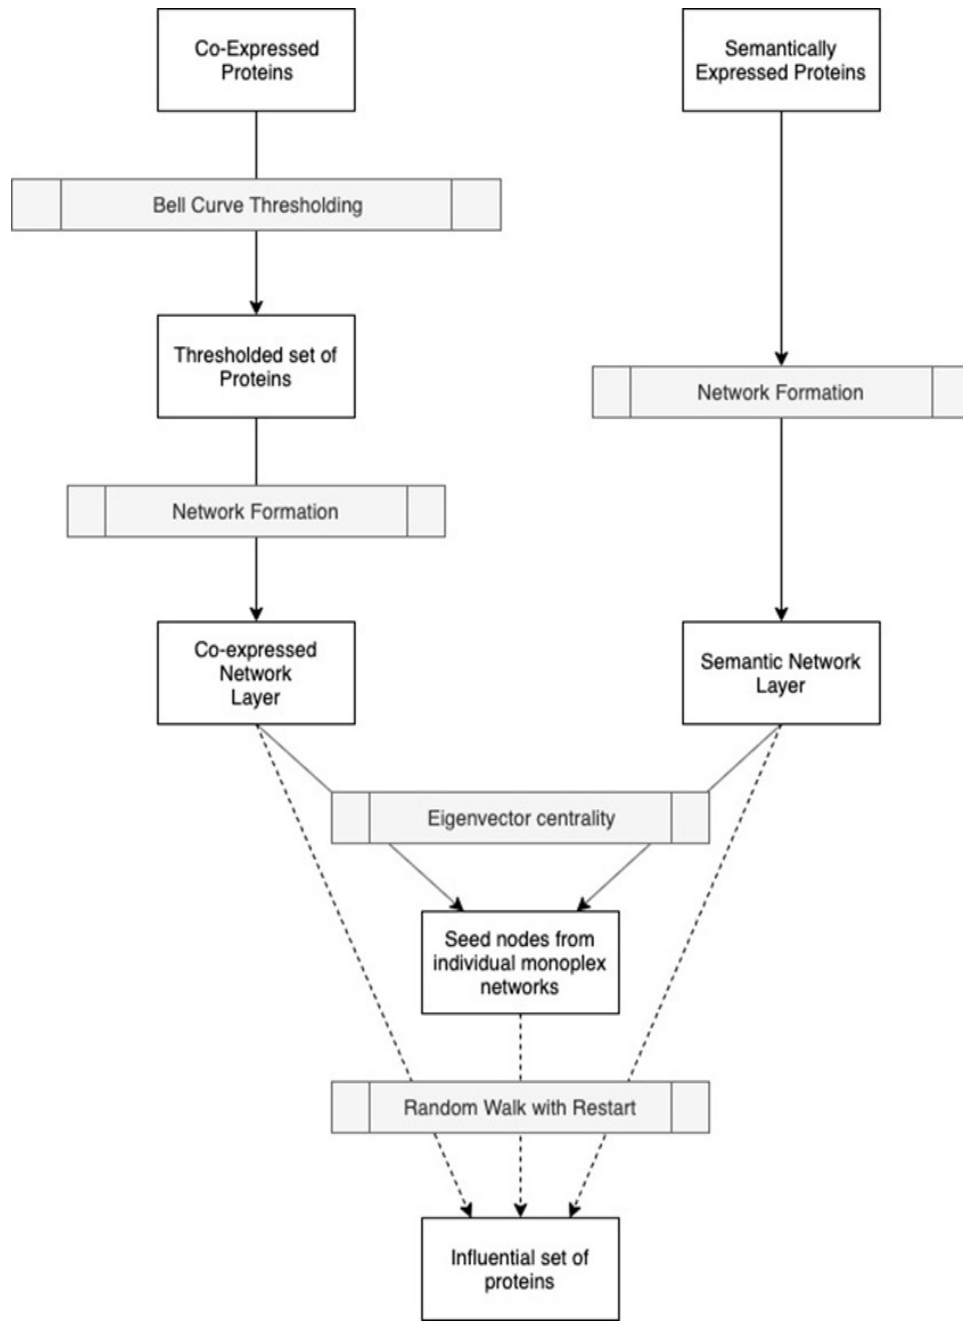 Co-Expressed
Proteins
Semantically
Expressed Proteins
Bell Curve Thresholding
Thresholded set of
Proteins
Network Formation
Network Formation
Co-expressed
Network
Layer
Semantic Network
Layer
Eigenvector centrality
Seed nodes from
individual monoplex
networks
Random Walk with Restart
Influential set of
proteins